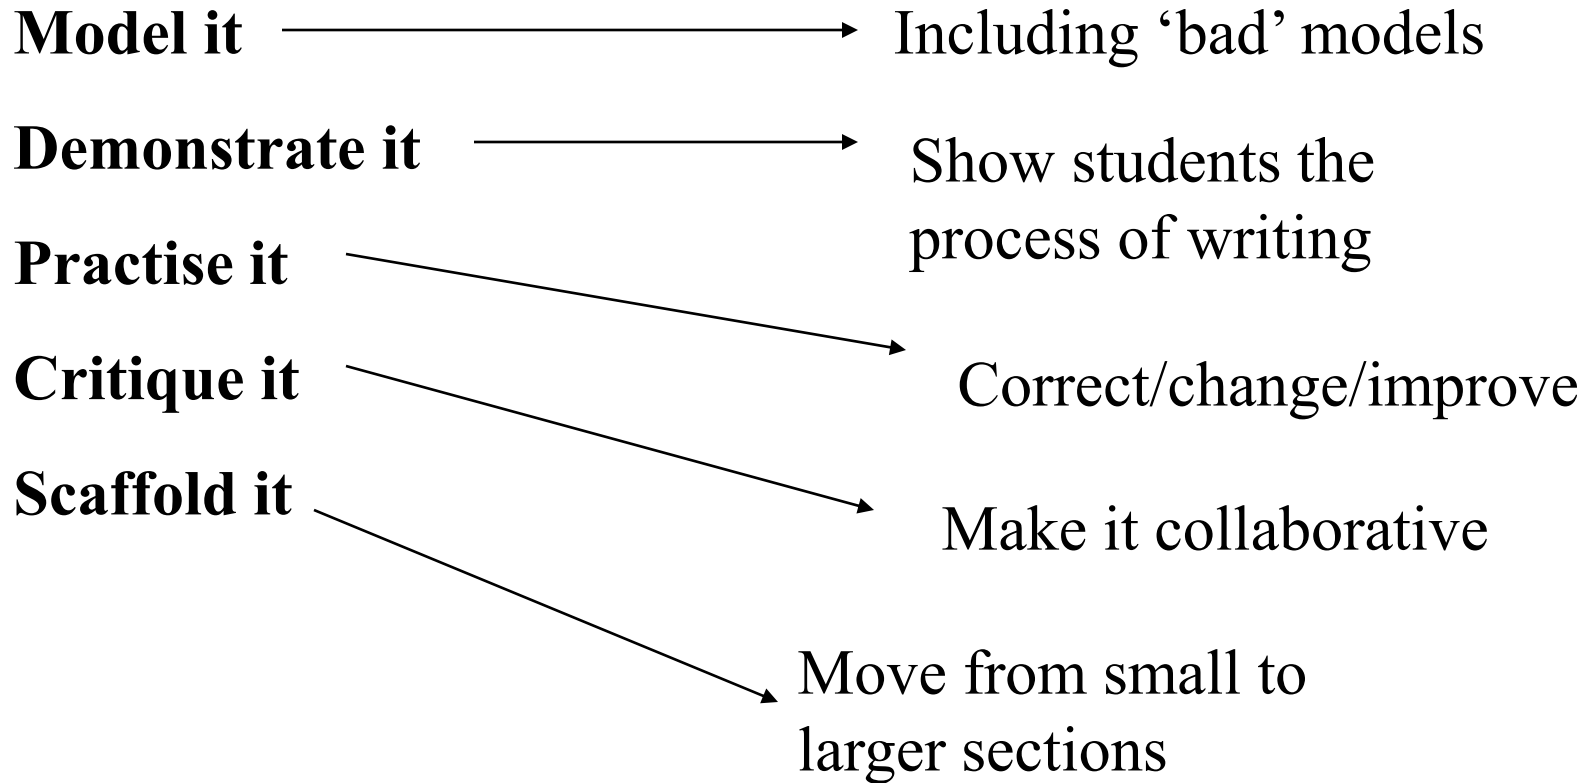 Model it
Including ‘bad’ models
Demonstrate it
Show students the
process of writing
Practise it
Correct/change/improve
Critique it
Make it collaborative
Scaffold it
Move from small to
larger sections